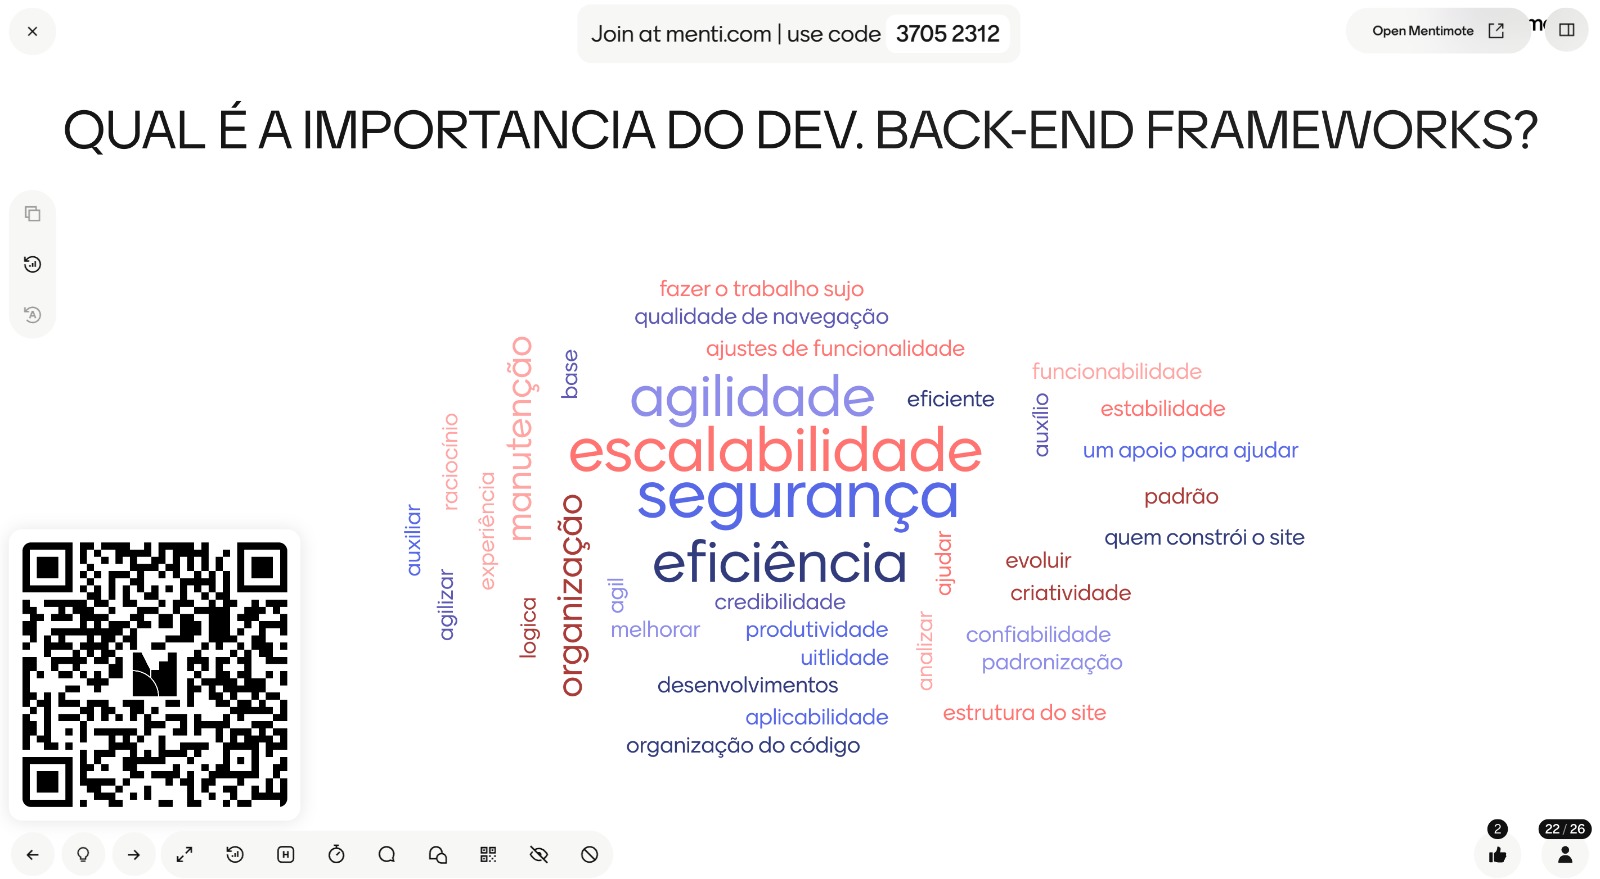 Join at menti.com | use code 3705 2312
Open Mentimote
QUAL É A IMPORTANCIA DO DEV. BACK-END FRAMEWORKS?
fazer o trabalho sujo
qualidade de navegação
ajustes de funcionalidade
manutenção
base
agilidade
eficiente
funcionabilidade
auxílio
estabilidade
raciocínio
escalabilidade
um apoio para ajudar
experiência
segurança
padrão
auxiliar
organização
quem constrói o site
eficiência
ajudar
evoluir
agilizar
logica
agil
criatividade
credibilidade
melhorar
produtividade
analizar
confiabilidade
uitlidade
padronização
desenvolvimentos
estrutura do site
aplicabilidade
organização do código
2
22 / 26